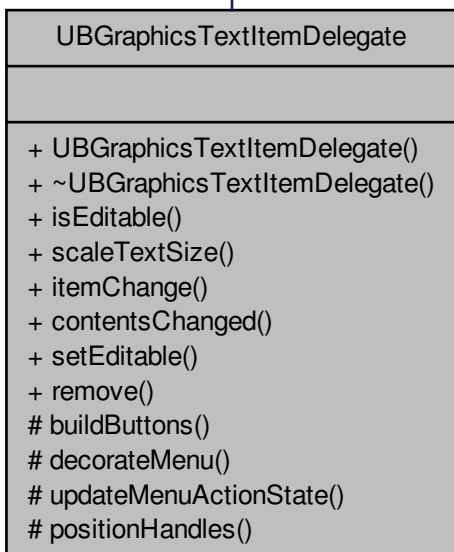 UBGraphicsTextItemDelegate
+ UBGraphicsTextItemDelegate()
+ ~UBGraphicsTextItemDelegate()
+ isEditable()
+ scaleTextSize()
+ itemChange()
+ contentsChanged()
+ setEditable()
+ remove()
# buildButtons()
# decorateMenu()
# updateMenuActionState()
# positionHandles()